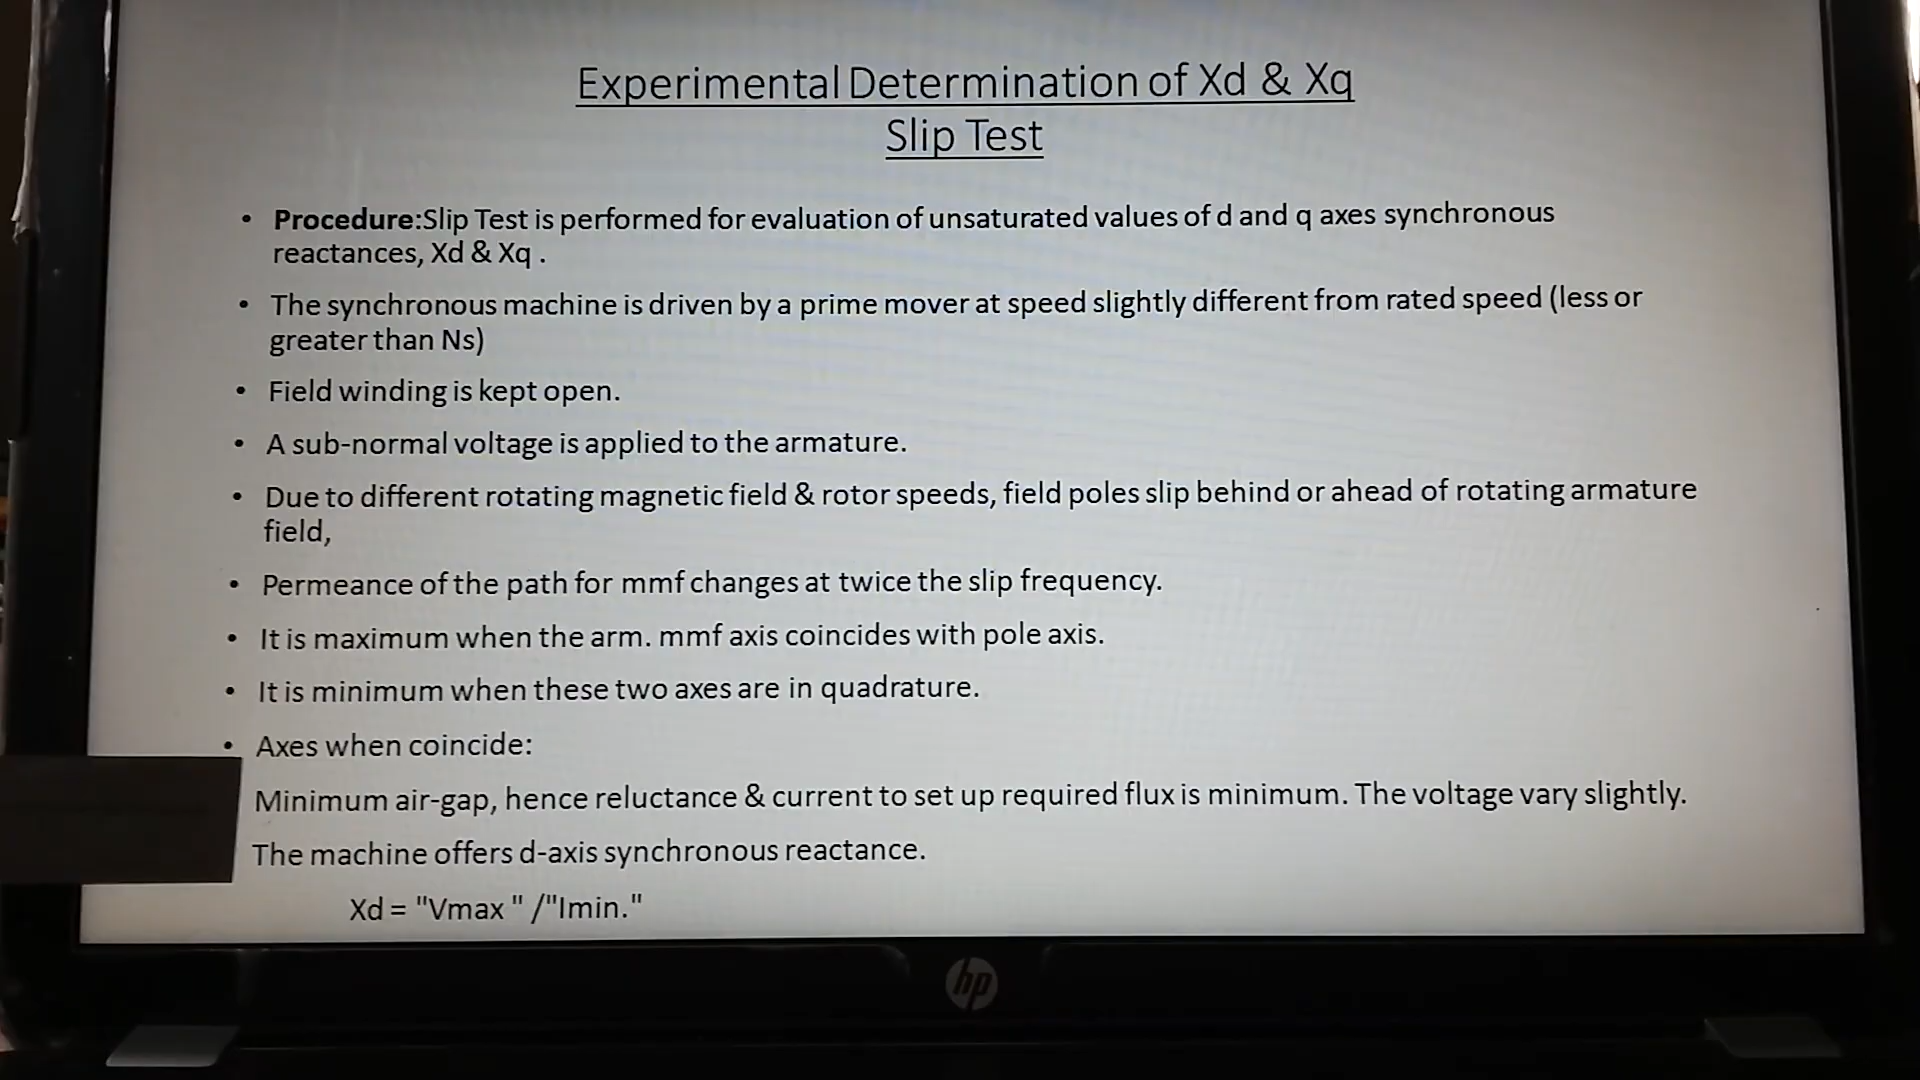 Experimental Determination of Xd & Xq
Slip Test
• Procedure:Slip Test is performed for evaluation of unsaturated values of d and q axes synchronous
reactances, Xd & Xq .
• The synchronous machine is driven by a prime mover at speed slightly different from rated speed (less or
greater than Ns)
• Field winding is kept open.
• A sub-normal voltage is applied to the armature.
• Due to different rotating magnetic field & rotor speeds, field poles slip behind or ahead of rotating armature
field,
• Permeance of the path for mmf changes at twice the slip frequency.
• It is maximum when the arm. mmf axis coincides with pole axis.
• It is minimum when these two axes are in quadrature.
• Axes when coincide:
Minimum air-gap, hence reluctance & current to set up required flux is minimum. The voltage vary slightly.
The machine offers d-axis synchronous reactance.
Xd = "Vmax " /"Imin."
hp